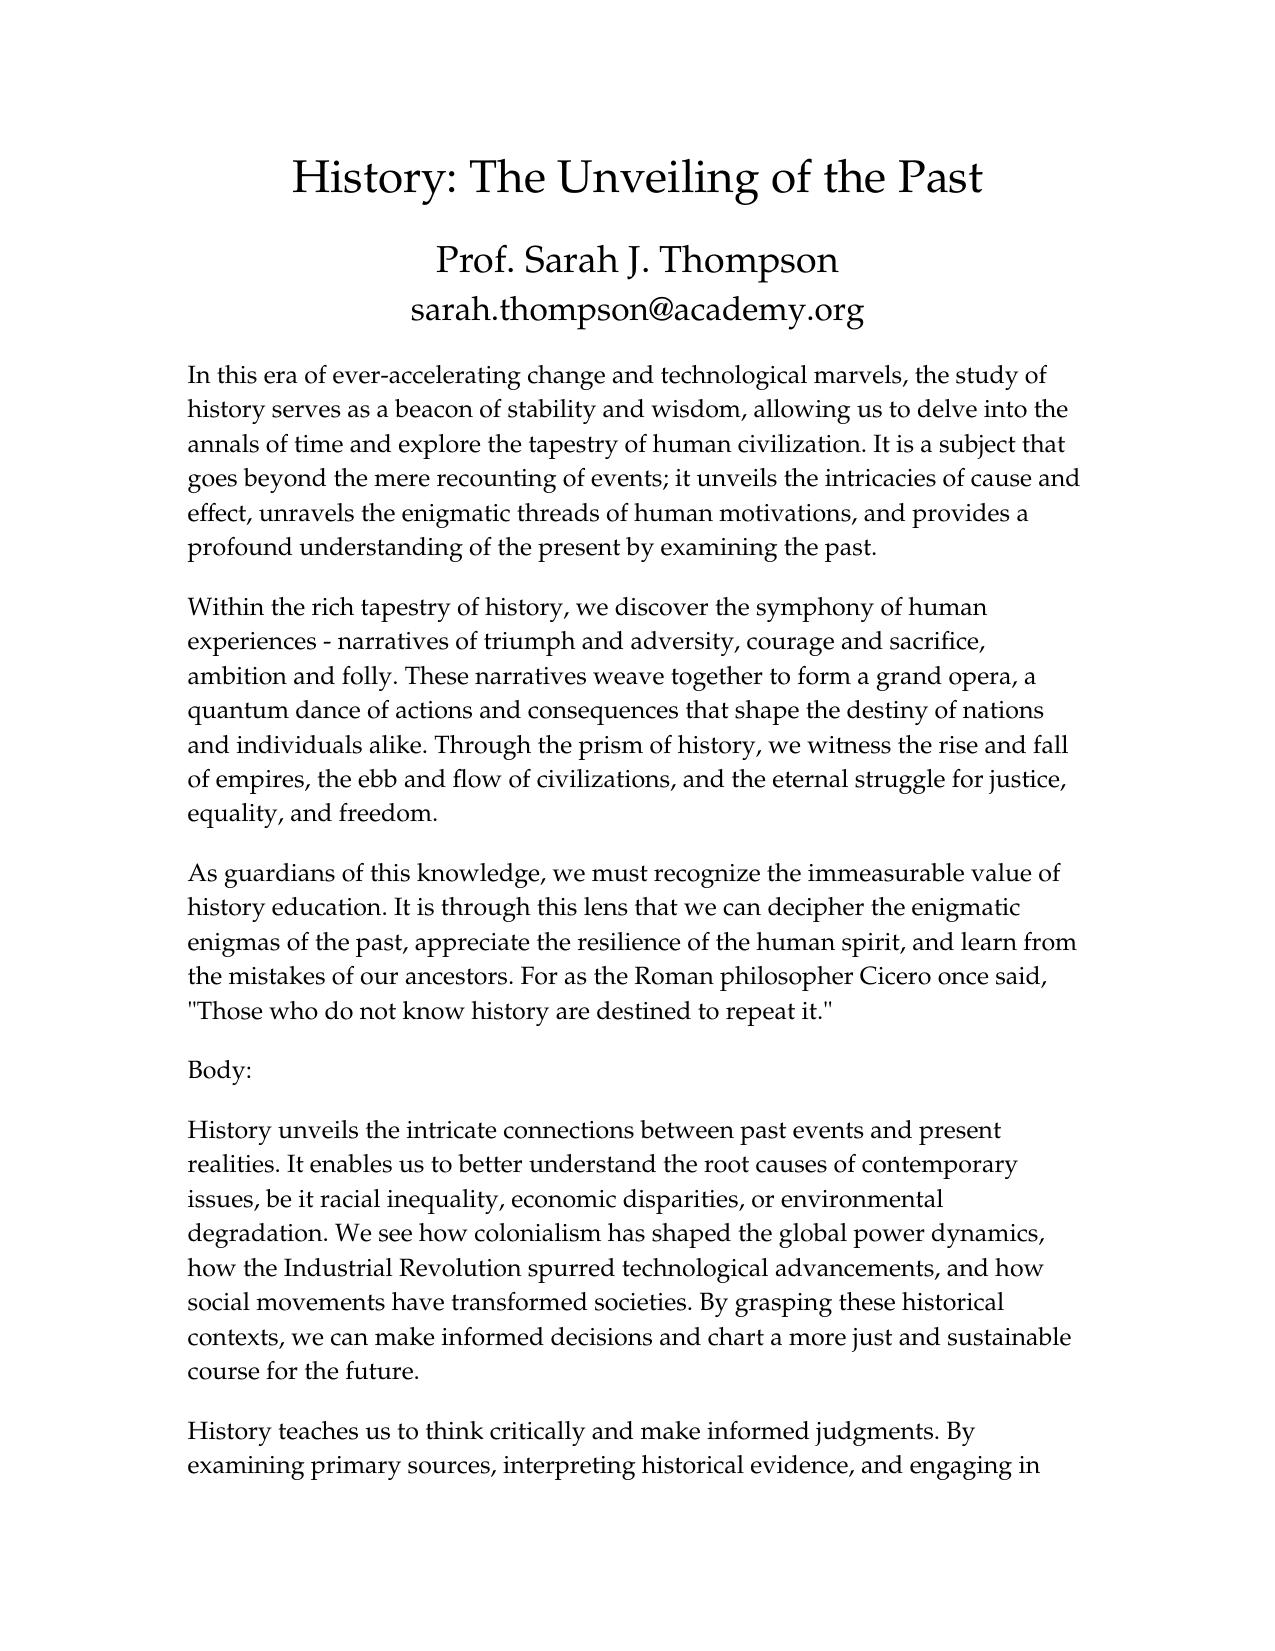 History: The Unveiling of the Past
Prof. Sarah J. Thompson
sarah.thompson@academy.org
In this era of ever-accelerating change and technological marvels, the study of
history serves as a beacon of stability and wisdom, allowing us to delve into the
annals of time and explore the tapestry of human civilization. It is a subject that
goes beyond the mere recounting of events; it unveils the intricacies of cause and
effect, unravels the enigmatic threads of human motivations, and provides a
profound understanding of the present by examining the past.
Within the rich tapestry of history, we discover the symphony of human
experiences - narratives of triumph and adversity, courage and sacrifice,
ambition and folly. These narratives weave together to form a grand opera, a
quantum dance of actions and consequences that shape the destiny of nations
and individuals alike. Through the prism of history, we witness the rise and fall
of empires, the ebb and flow of civilizations, and the eternal struggle for justice,
equality, and freedom.
As guardians of this knowledge, we must recognize the immeasurable value of
history education. It is through this lens that we can decipher the enigmatic
enigmas of the past, appreciate the resilience of the human spirit, and learn from
the mistakes of our ancestors. For as the Roman philosopher Cicero once said,
"Those who do not know history are destined to repeat it."
Body:
History unveils the intricate connections between past events and present
realities. It enables us to better understand the root causes of contemporary
issues, be it racial inequality, economic disparities, or environmental
degradation. We see how colonialism has shaped the global power dynamics,
how the Industrial Revolution spurred technological advancements, and how
social movements have transformed societies. By grasping these historical
contexts, we can make informed decisions and chart a more just and sustainable
course for the future.
History teaches us to think critically and make informed judgments. By
examining primary sources, interpreting historical evidence, and engaging in